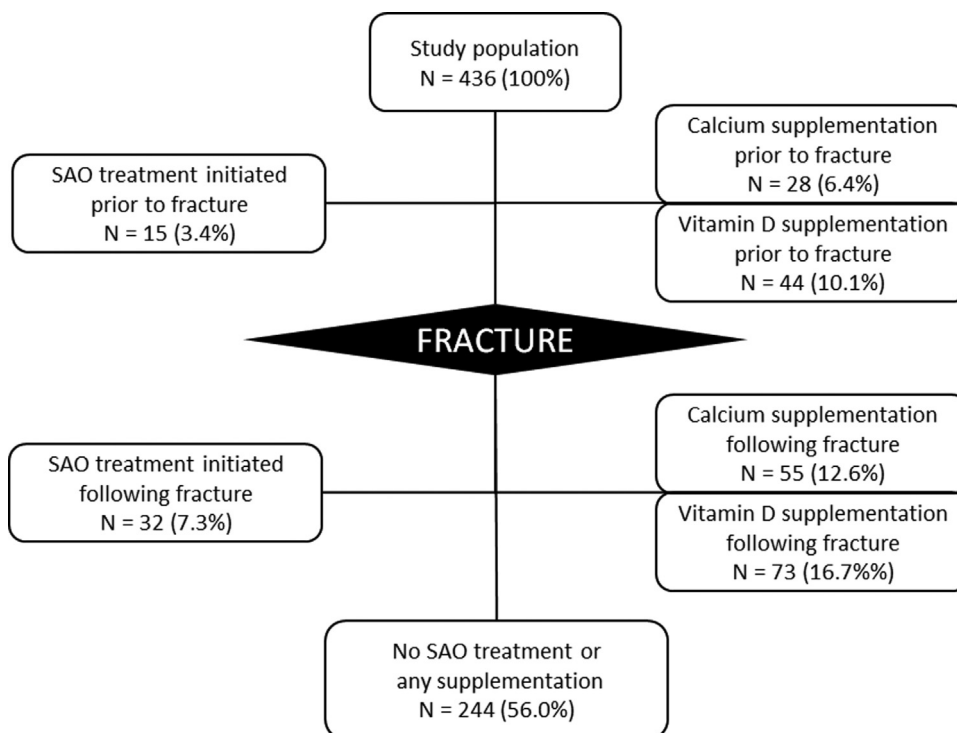 Study population
N = 436 (100%)
SAO treatment initiated
prior to fracture
N = 15 (3.4%)
Calcium supplementation
prior to fracture
N = 28 (6.4%)
Vitamin D supplementation
prior to fracture
N = 44 (10.1%)
FRACTURE
SAO treatment initiated
following fracture
N = 32 (7.3%)
Calcium supplementation
following fracture
N = 55 (12.6%)
Vitamin D supplementation
following fracture
N = 73 (16.7%%)
No SAO treatment or
any supplementation
N = 244 (56.0%)